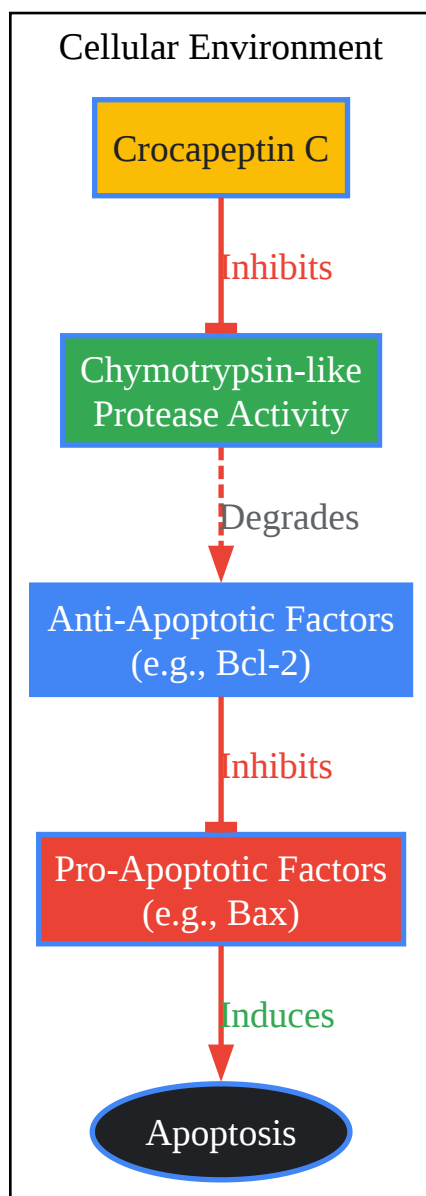 Cellular Environment
Crocapeptin C
Inhibits
Chymotrypsin-like
Protease Activity
Degrades
Anti-Apoptotic Factors
(e.g., Bcl-2)
Inhibits
Pro-Apoptotic Factors
(e.g., Bax)
Induces
Apoptosis